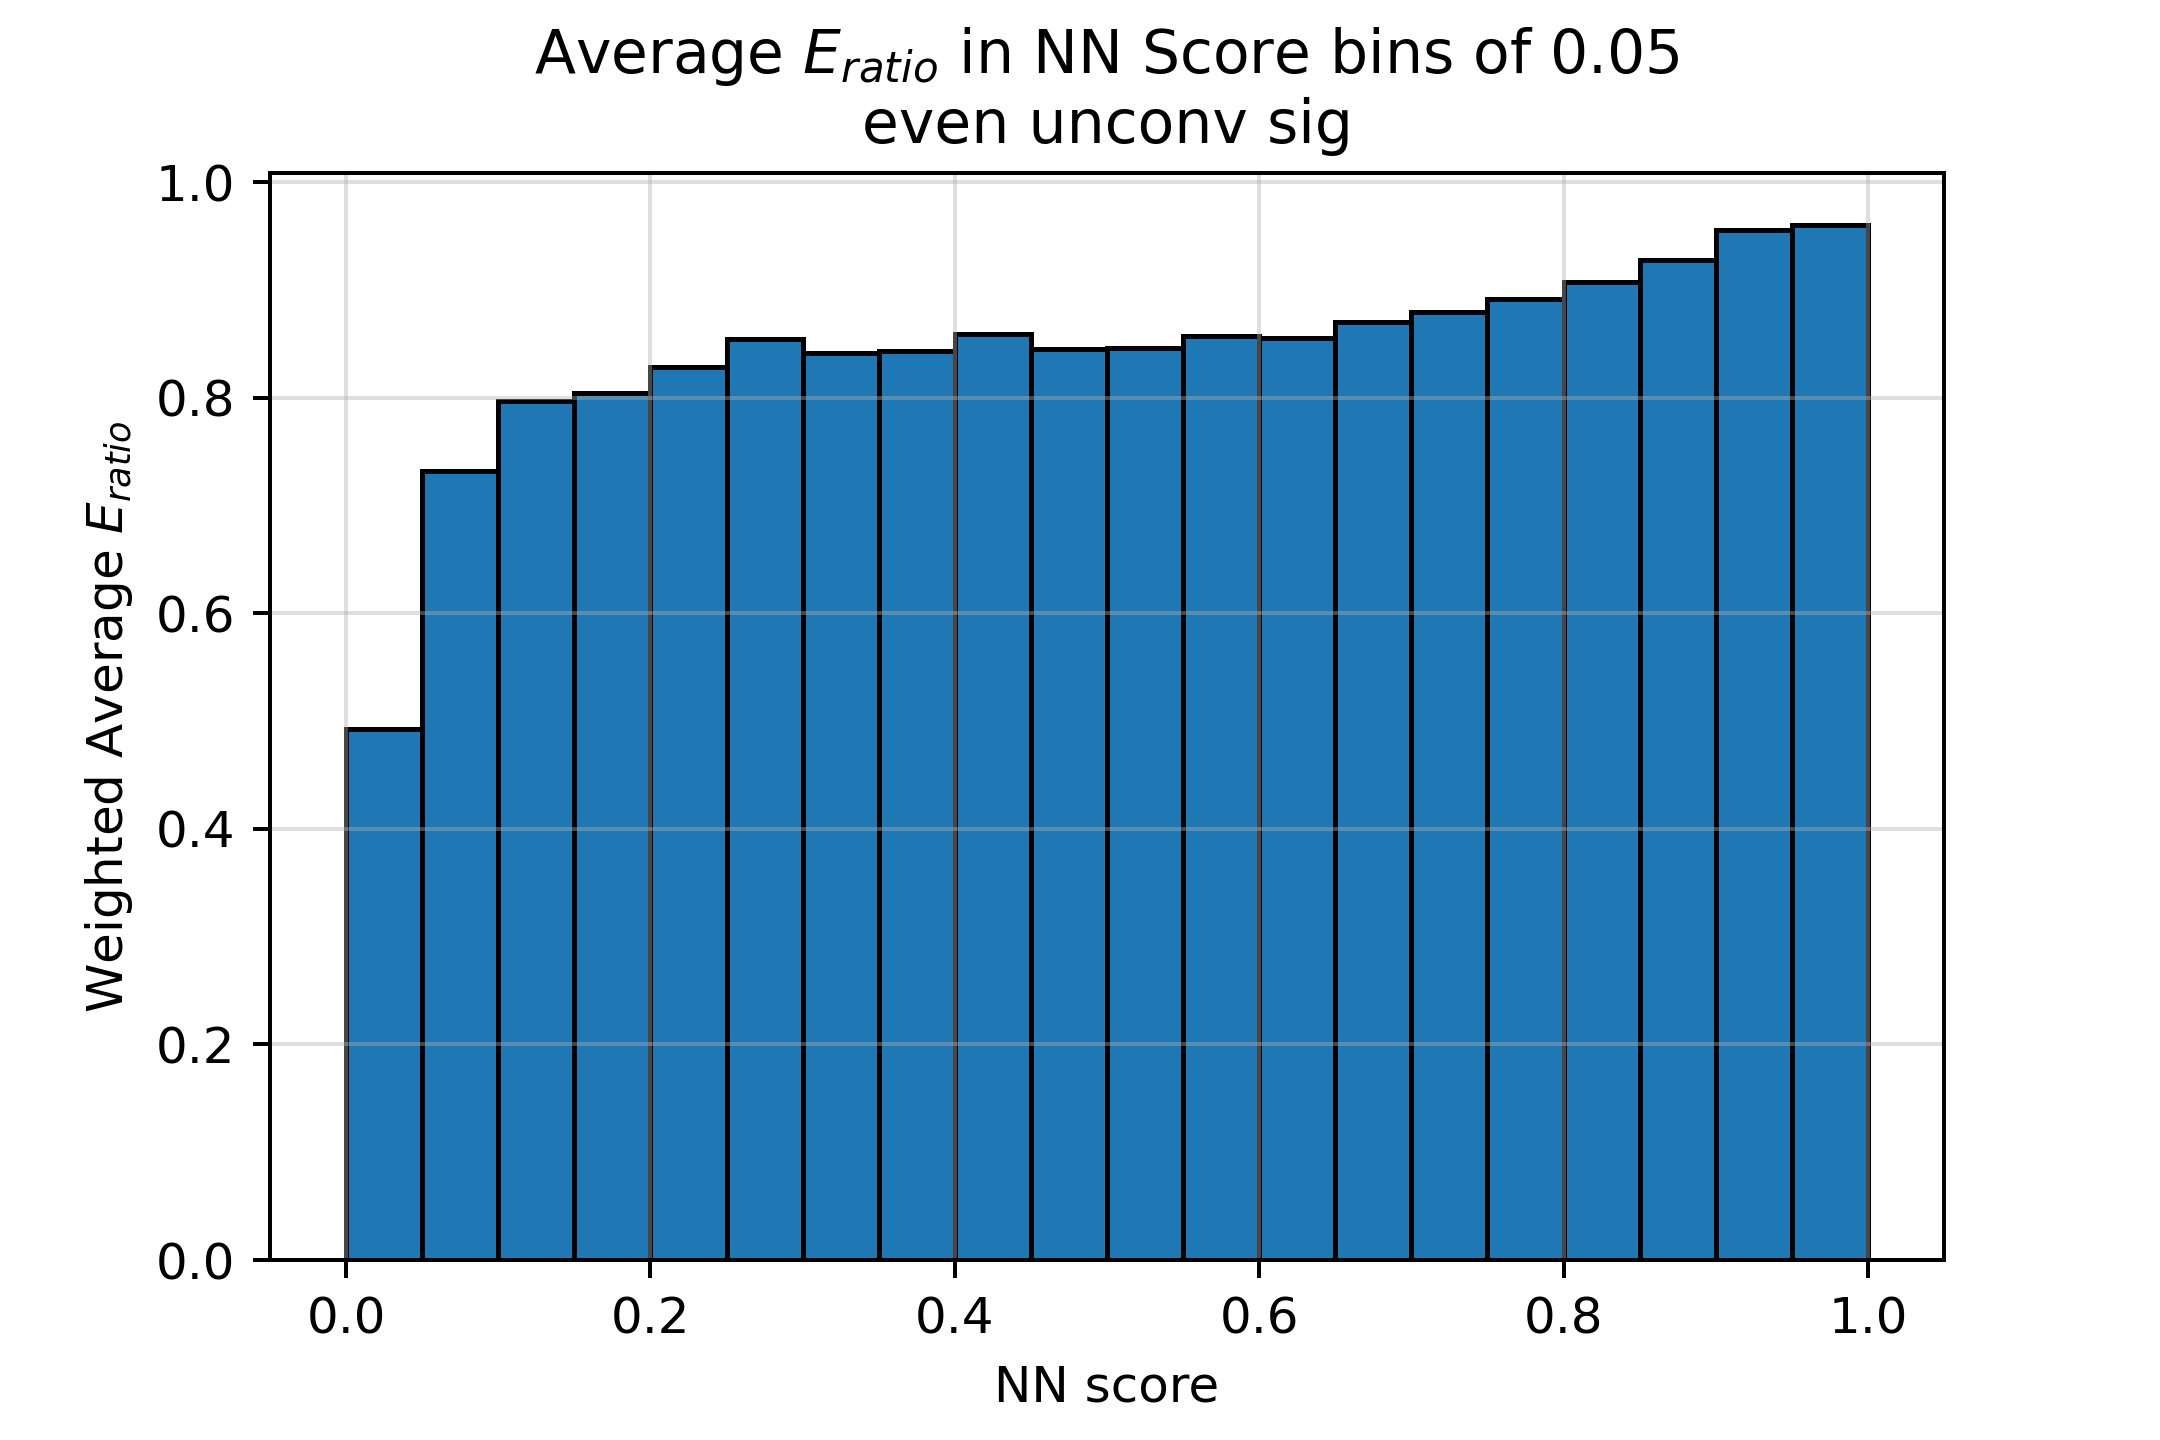 Average E_ratio in NN Score bins of 0.05
even unconv sig
Weighted Average E_ratio
1.0
0.8
0.6
0.4
0.2
0.0
0.0 0.2 0.4 0.6 0.8 1.0
NN score